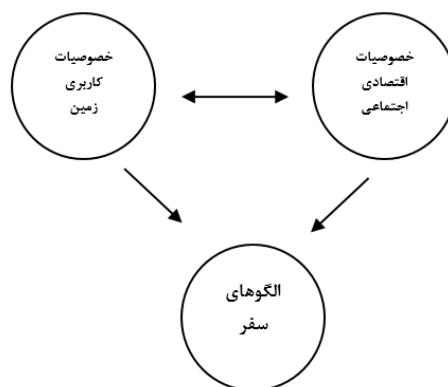 خصوصیات
اقتصادی
اجتماعی
خصوصیات
کاربری
زمین
الگوهای
سفر